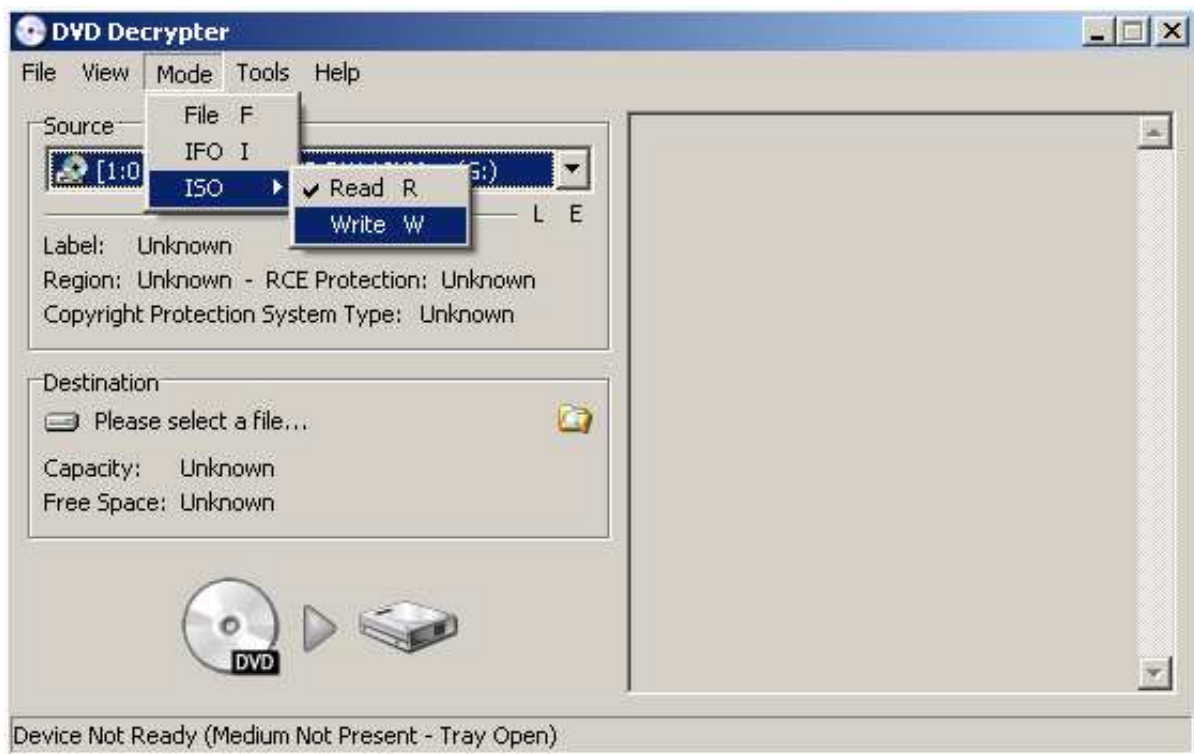 DVD Decrypter
File View Mode Tools Help
File F
IFO I
ISO
Read R
Write W
Source
[1:0 G:)
L E
Label: Unknown
Region: Unknown - RCE Protection: Unknown
Copyright Protection System Type: Unknown
Destination
Please select a file...
Capacity: Unknown
Free Space: Unknown
DVD
Device Not Ready (Medium Not Present - Tray Open)